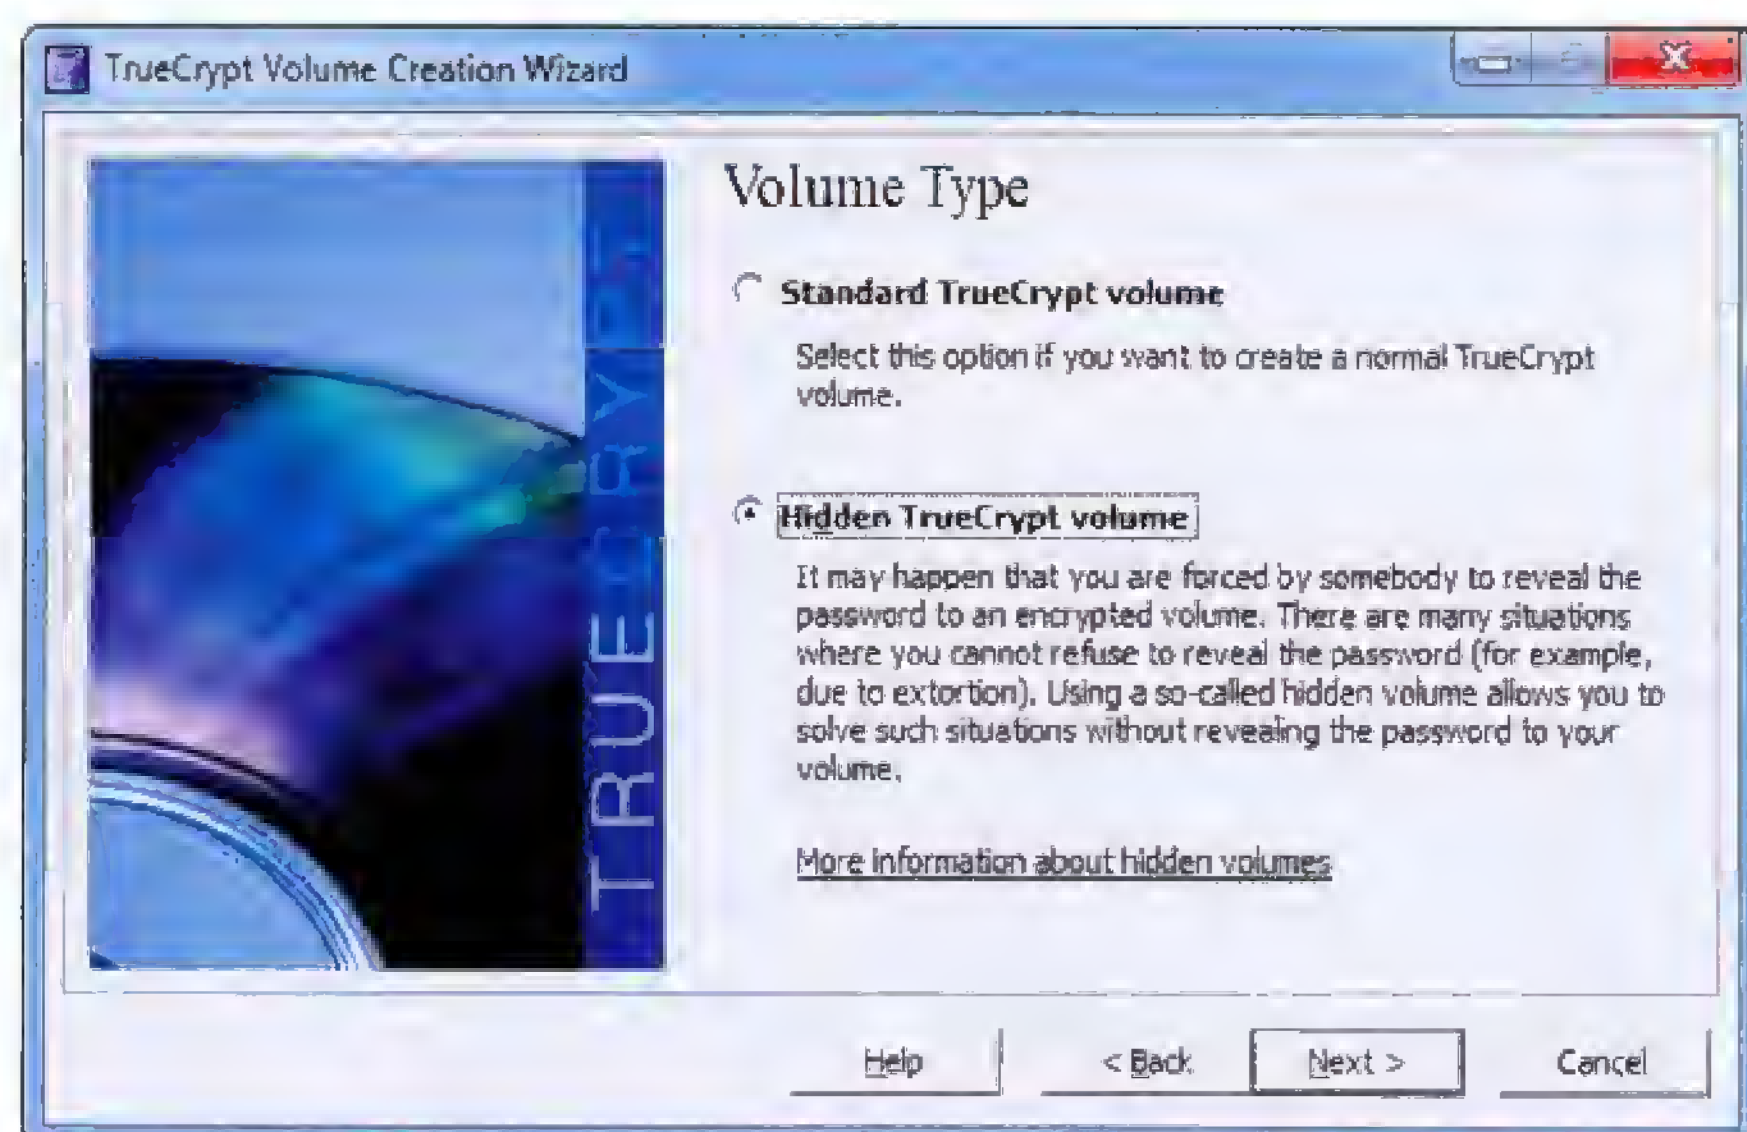 TrueCrypt Volume Creation Wizard
TRUECRYPT
Volume Type
Standard TrueCrypt volume
Select this option if you want to create a normal TrueCrypt
volume.
Hidden TrueCrypt volume
It may happen that you are forced by somebody to reveal the
password to an encrypted volume. There are many situations
where you cannot refuse to reveal the password (for example,
due to extortion). Using a so-called hidden volume allows you to
solve such situations without revealing the password to your
volume.
More information about hidden volumes
Help
< Back
Next >
Cancel